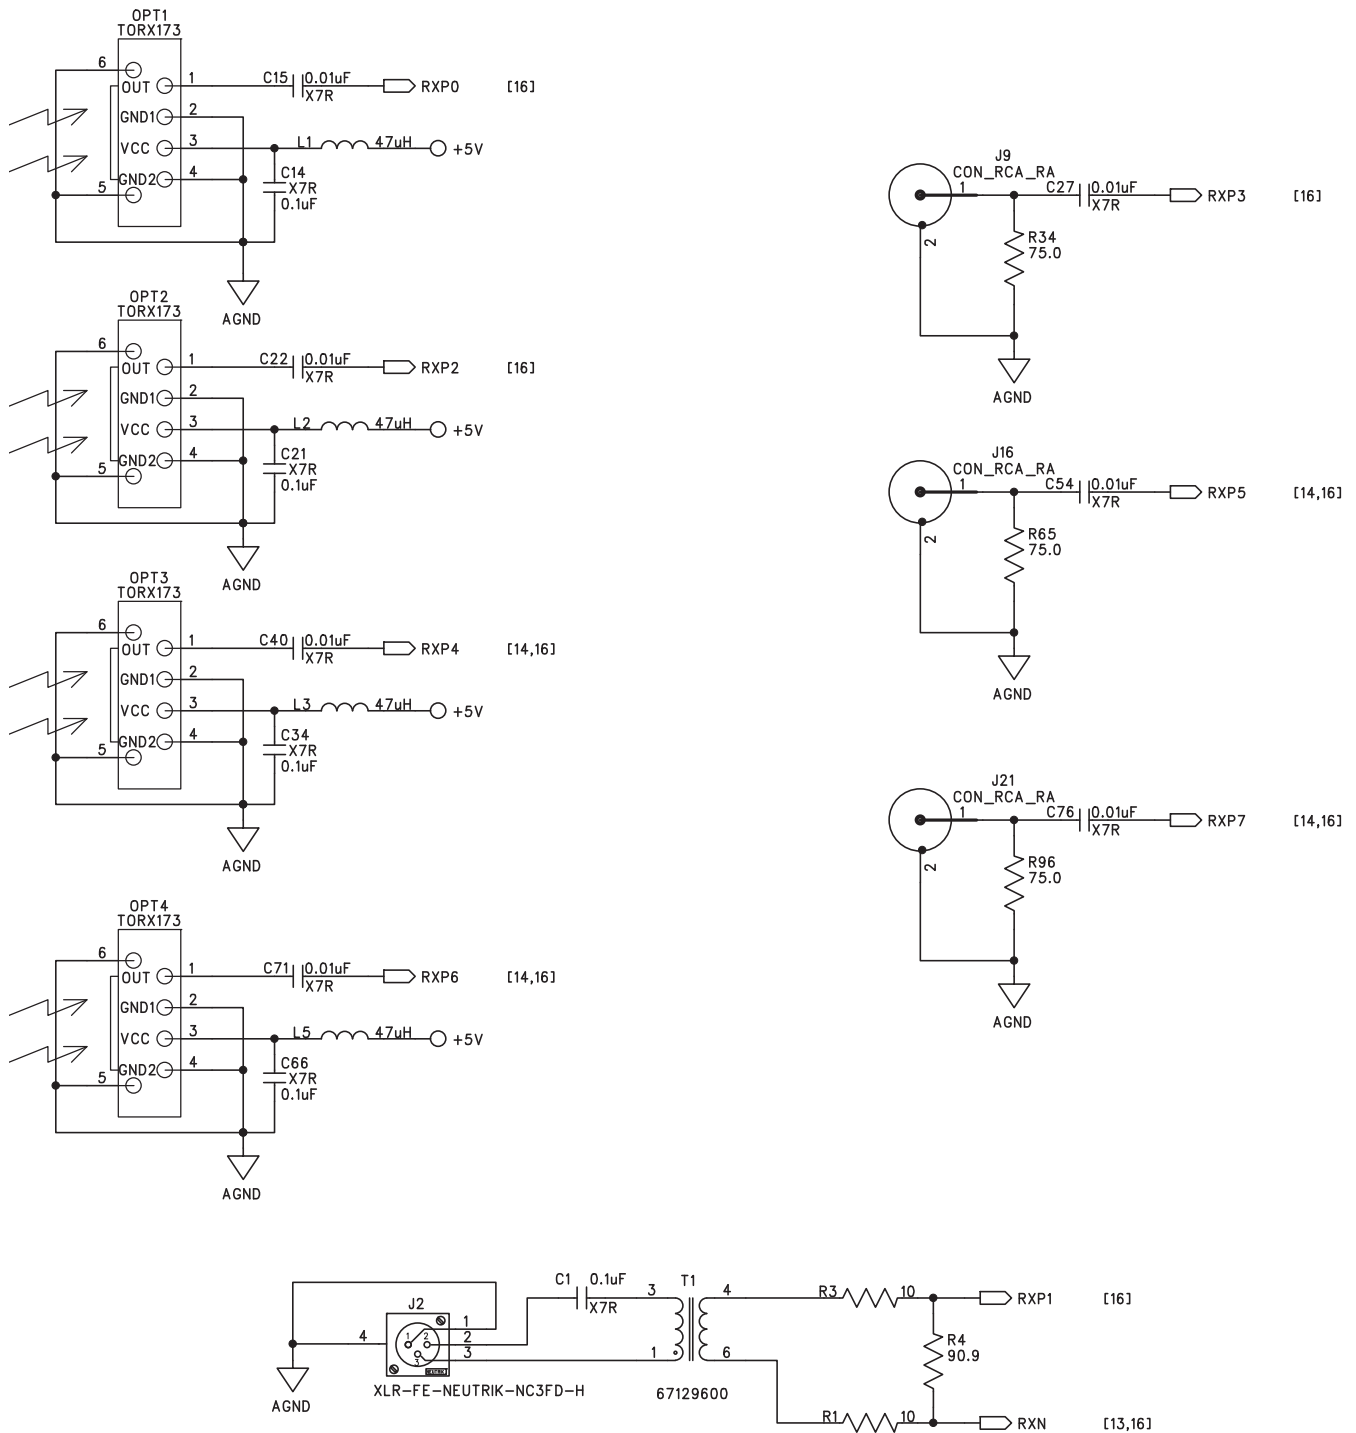 OPT1
TORX173
6
OUT
1
C15
0.01uF
X7R
RXP0
[16]
GND1
2
VCC
3
L1
47uH
+5V
GND2
4
5
C14
X7R
0.1uF
AGND
OPT2
TORX173
6
OUT
1
C22
0.01uF
X7R
RXP2
[16]
GND1
2
VCC
3
L2
47uH
+5V
GND2
4
5
C21
X7R
0.1uF
AGND
OPT3
TORX173
6
OUT
1
C40
0.01uF
X7R
RXP4
[14,16]
GND1
2
VCC
3
L3
47uH
+5V
GND2
4
5
C34
X7R
0.1uF
AGND
OPT4
TORX173
6
OUT
1
C71
0.01uF
X7R
RXP6
[14,16]
GND1
2
VCC
3
L5
47uH
+5V
GND2
4
5
C66
X7R
0.1uF
AGND
J9
CON_RCA_RA
1
C27
0.01uF
X7R
RXP3
[16]
2
R34
75.0
AGND
J16
CON_RCA_RA
1
C54
0.01uF
X7R
RXP5
[14,16]
2
R65
75.0
AGND
J21
CON_RCA_RA
1
C76
0.01uF
X7R
RXP7
[14,16]
2
R96
75.0
AGND
J2
4
1
2
3
1
2
3
XLR-FE-NEUTRIK-NC3FD-H
AGND
C1
0.1uF
X7R
3
T1
4
1
6
67129600
R3
10
RXP1
[16]
R4
90.9
R1
10
RXN
[13,16]